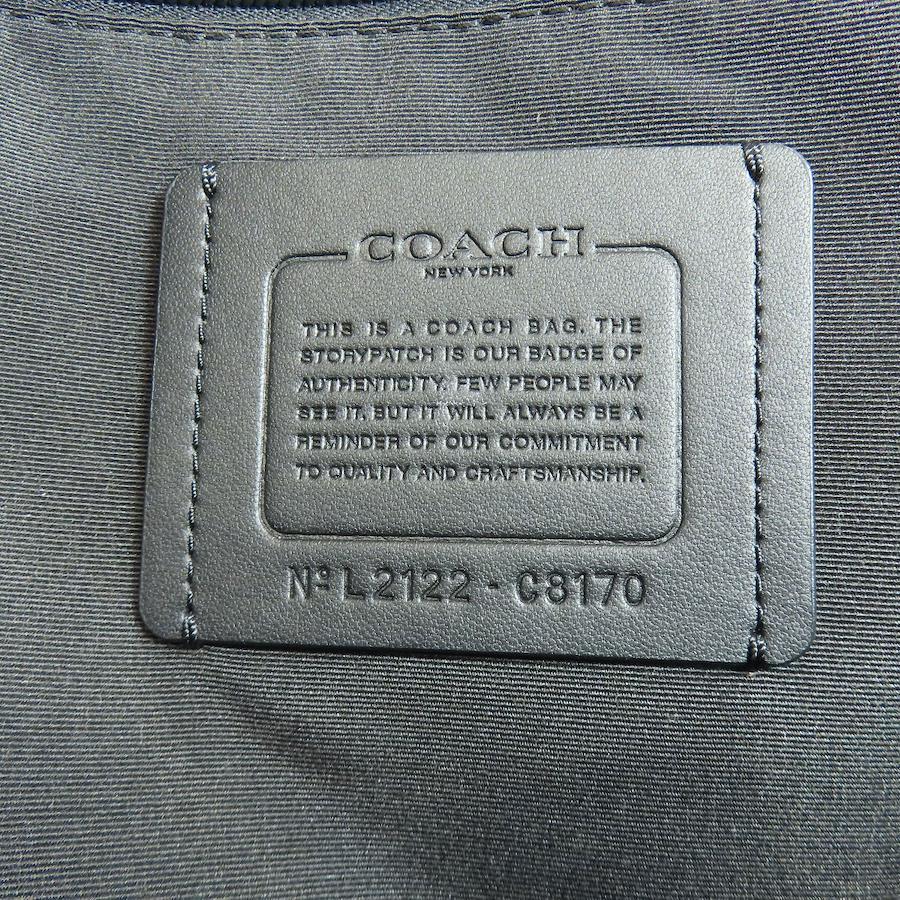 COACH
NEW YORK
THIS IS A COACH BAG. THE
STORYPATCH IS OUR BADGE OF
AUTHENTICITY. FEW PEOPLE MAY
SEE IT, BUT IT WILL ALWAYS BE A
REMINDER OF OUR COMMITMENT
TO QUALITY AND CRAFTSMANSHIP.
Nº L2122 - C8170